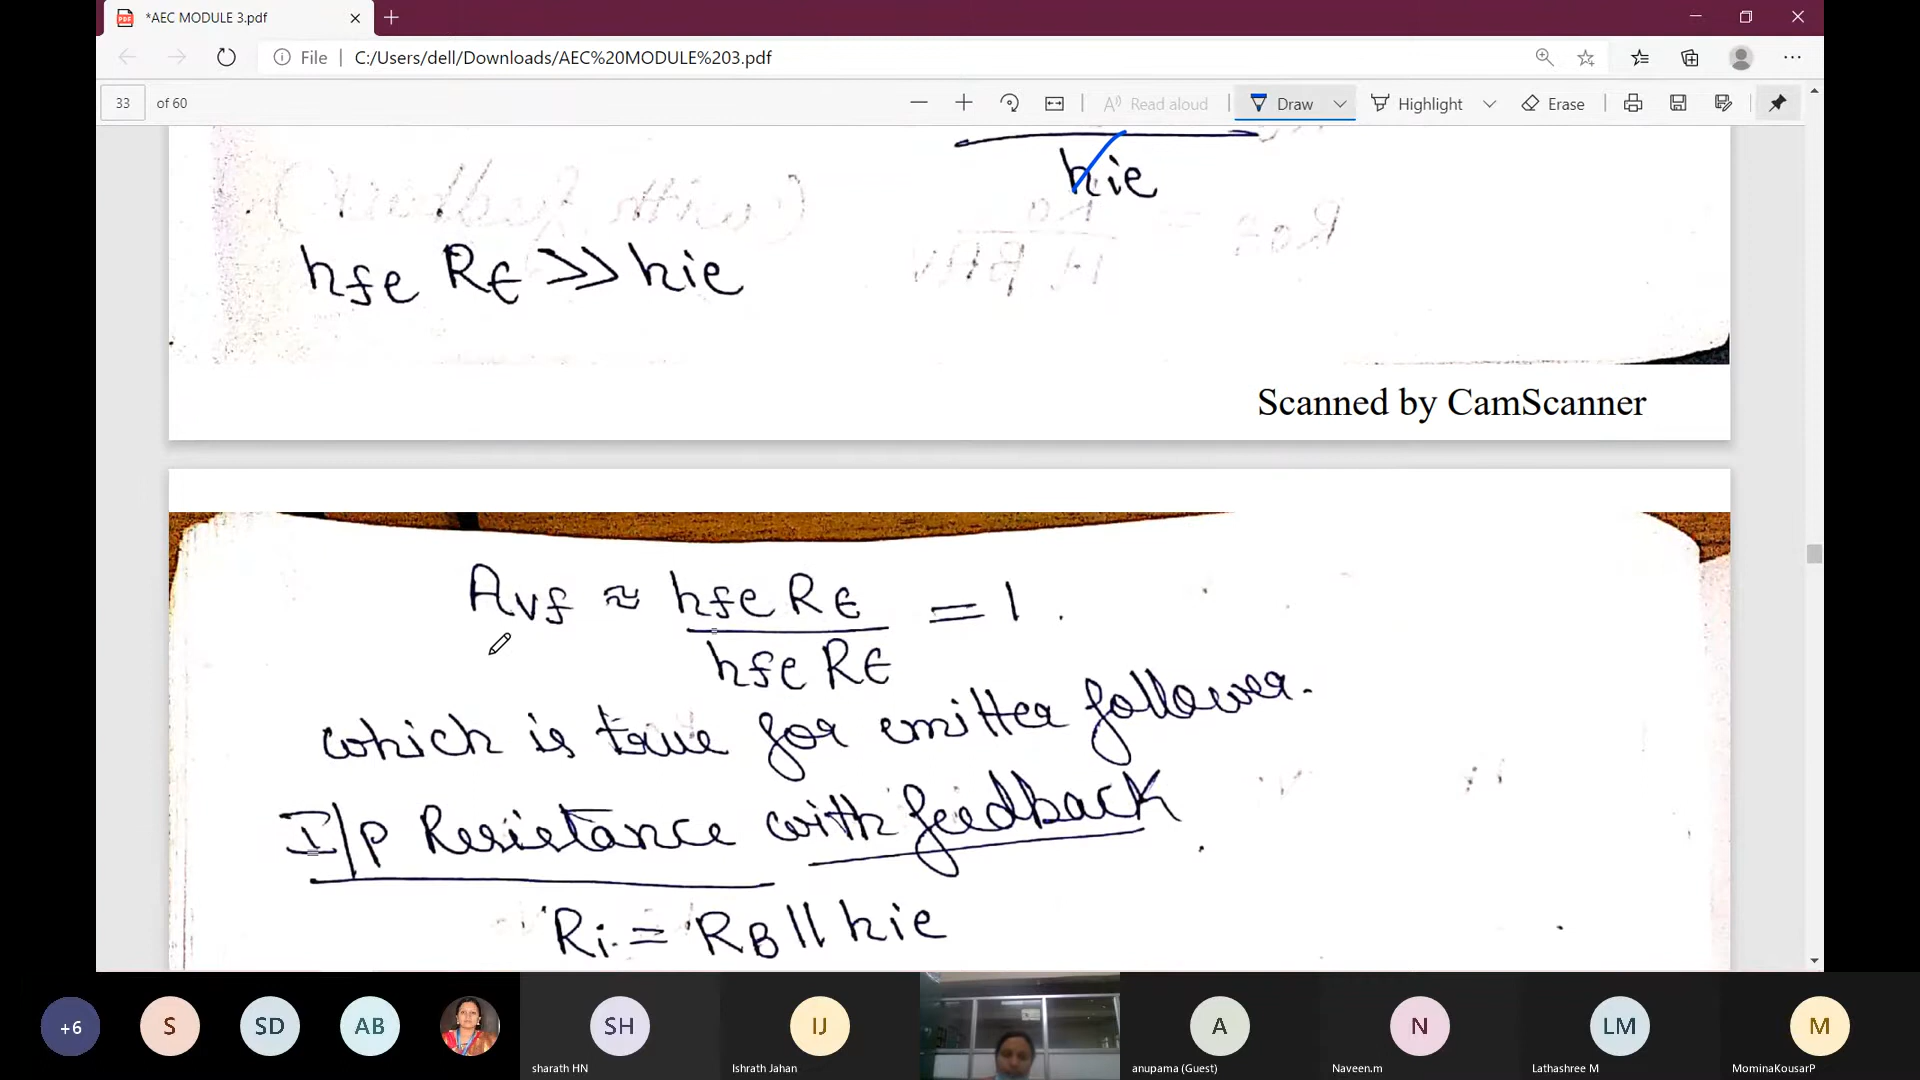 *AEC MODULE 3.pdf
File C:/Users/dell/Downloads/AEC%20MODULE%203.pdf
33 of 60 Read aloud Draw Highlight Erase
hie
hfe RE >> hie
Scanned by CamScanner
Avf ≈ hfe RE / hfe RE = 1.
which is true for emitter follower.
I/p Resistance with feedback
Ri = RB || hie
+6 S SD AB SH IJ A N LM M
sharath HN Ishrath Jahan anupama (Guest) Naveen.m Lathashree M MominaKousarP